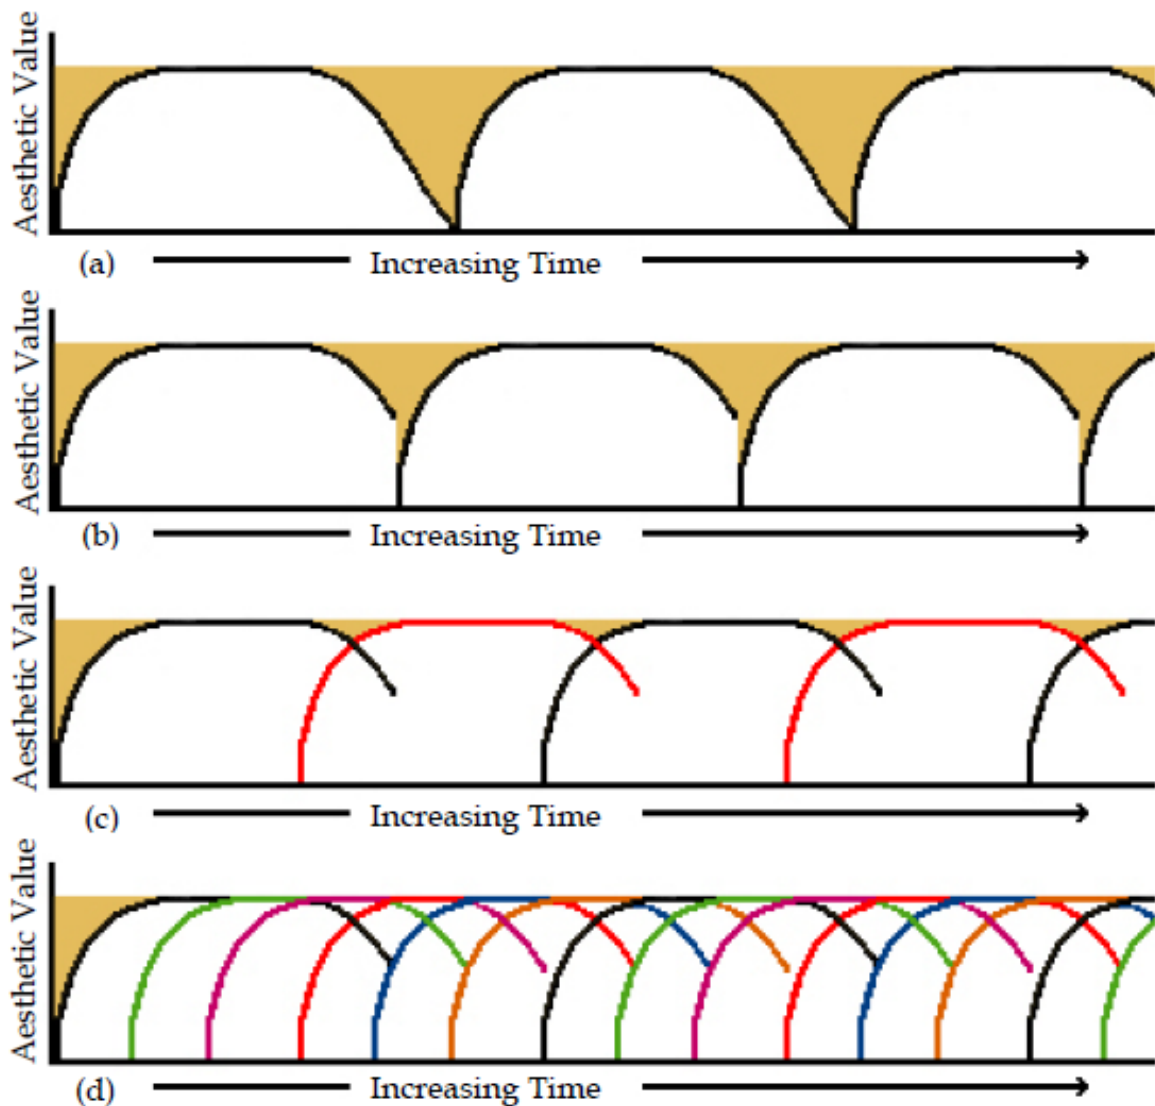 Aesthetic Value
(a) Increasing Time
Aesthetic Value
(b) Increasing Time
Aesthetic Value
(c) Increasing Time
Aesthetic Value
(d) Increasing Time